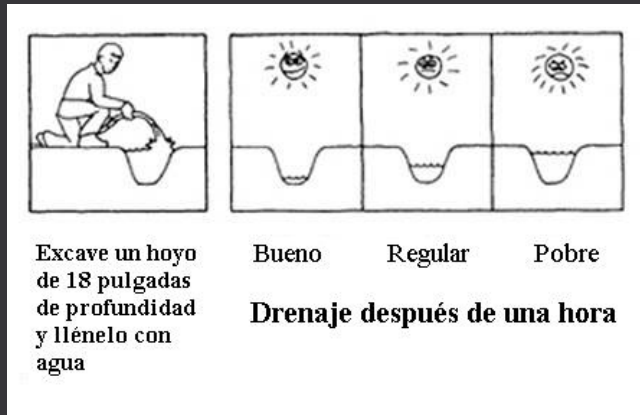 Excave un hoyo
de 18 pulgadas
de profundidad
y llénelo con
agua
Bueno
Regular
Pobre
Drenaje después de una hora